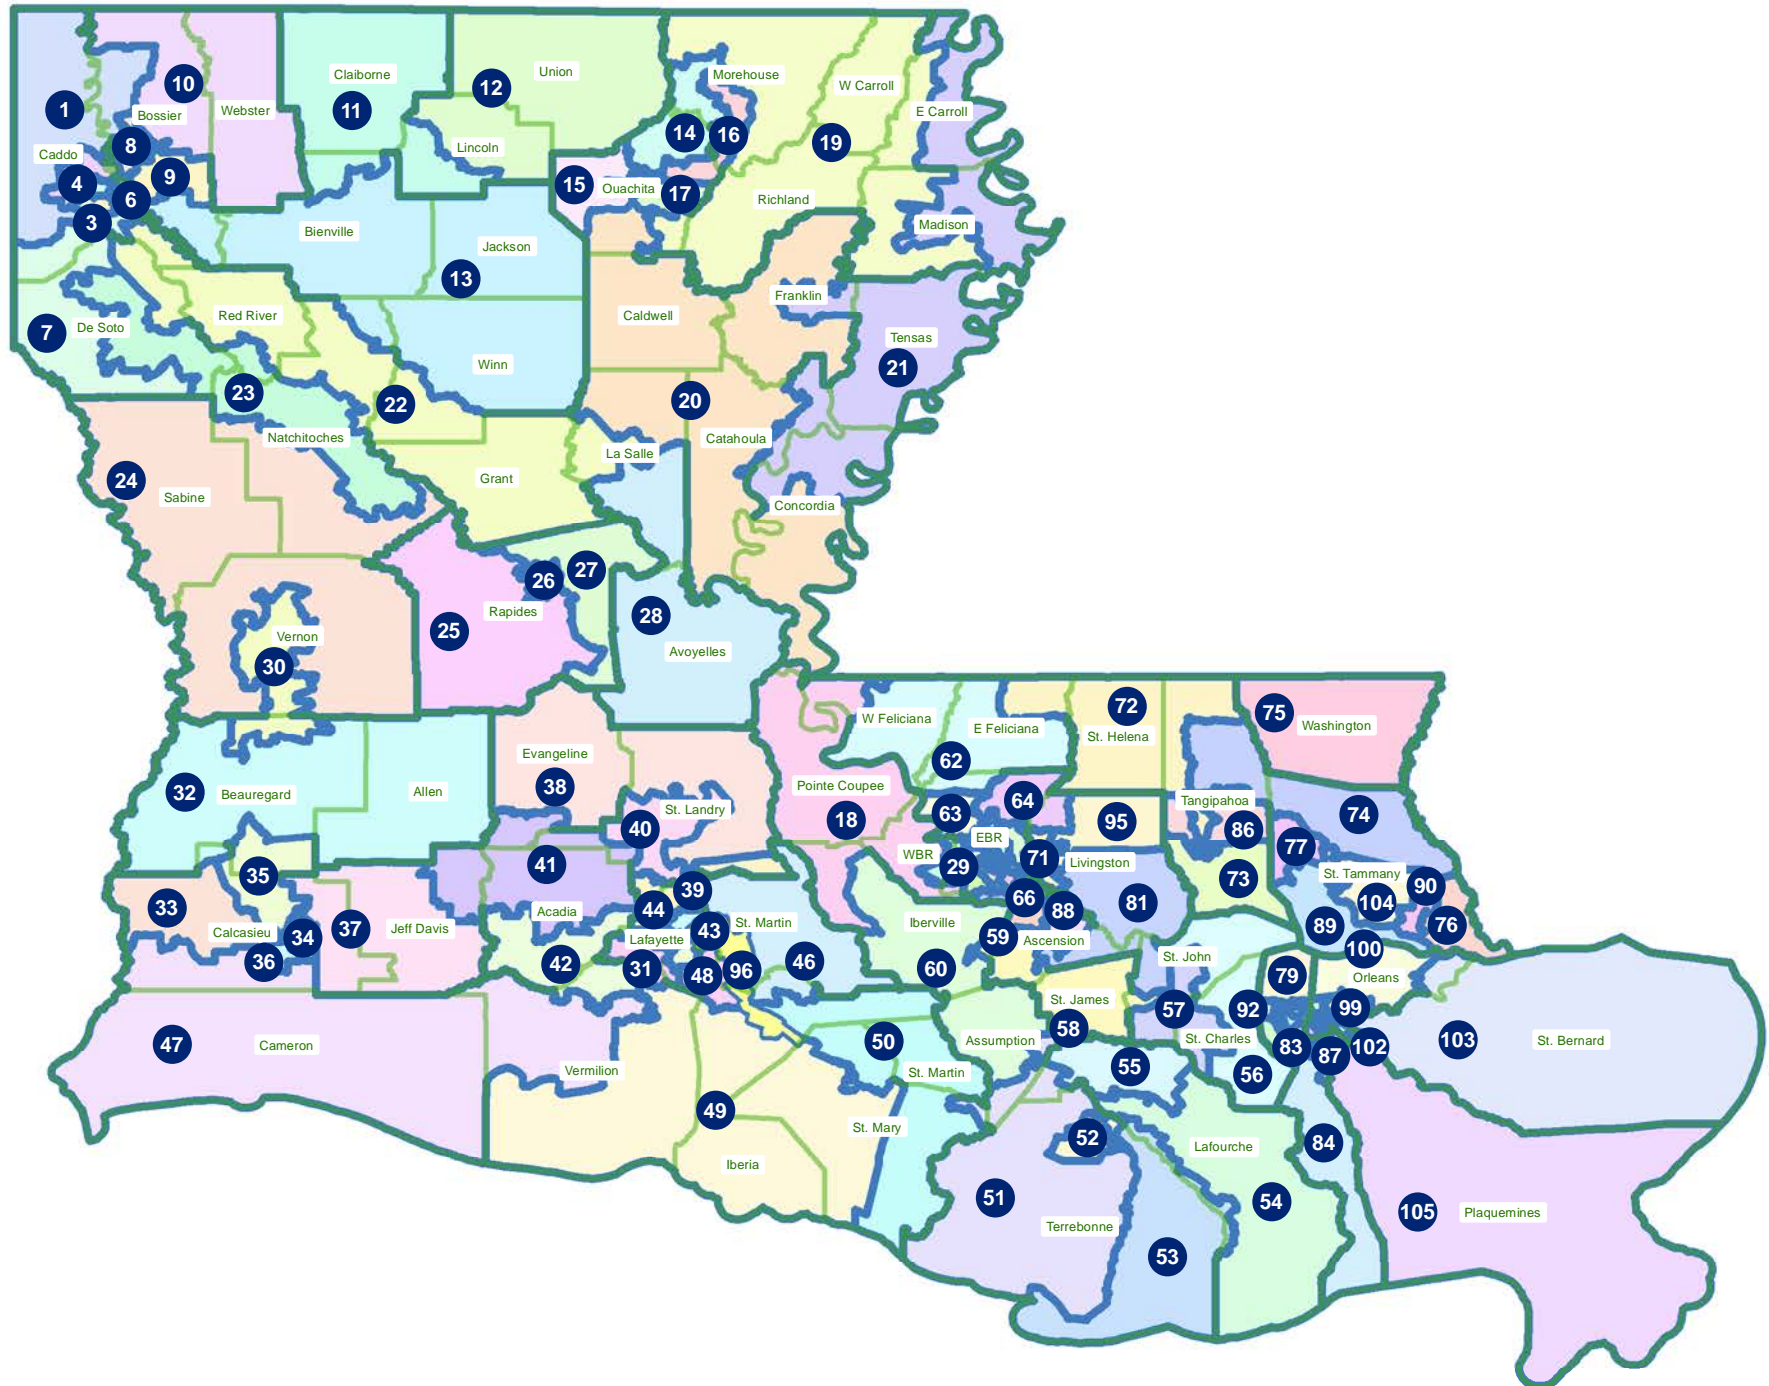 Claiborne
Union
Morehouse
12
10
W Carroll
1
Webster
11
E Carroll
Bossier
14
16
19
8
Lincoln
Caddo
9
4
15
Ouachita
17
6
Richland
3
Madison
Bienville
Jackson
13
Franklin
Red River
Caldwell
7
De Soto
Tensas
Winn
21
23
22
20
Natchitoches
Catahoula
La Salle
24
Grant
Sabine
Concordia
27
26
Rapides
28
25
Vernon
Avoyelles
30
72
75
W Feliciana
E Feliciana
St. Helena
Washington
Evangeline
62
Pointe Coupee
38
32
Beauregard
Allen
64
Tangipahoa
St. Landry
63
74
18
95
40
86
EBR
77
WBR
71
Livingston
41
29
35
St. Tammany
73
90
39
66
81
104
33
44
Acadia
88
St. Martin
Iberville
89
76
37
Jeff Davis
Calcasieu
43
34
Lafayette
59
Ascension
100
St. John
36
42
46
31
60
48
96
79
Orleans
St. James
57
92
99
58
50
Assumption
St. Charles
103
St. Bernard
47
Cameron
83
102
87
55
Vermilion
St. Martin
56
49
St. Mary
52
84
Lafourche
Iberia
51
54
105
Plaquemines
Terrebonne
53